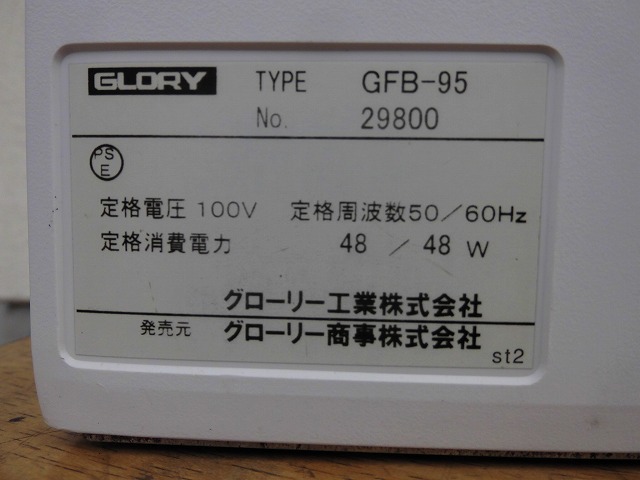 GLORY TYPE GFB-95
No. 29800
PS
E
定格電圧 100V 定格周波数50/60Hz
定格消費電力 48 / 48 W
グローリー工業株式会社
発売元 グローリー商事株式会社
st2